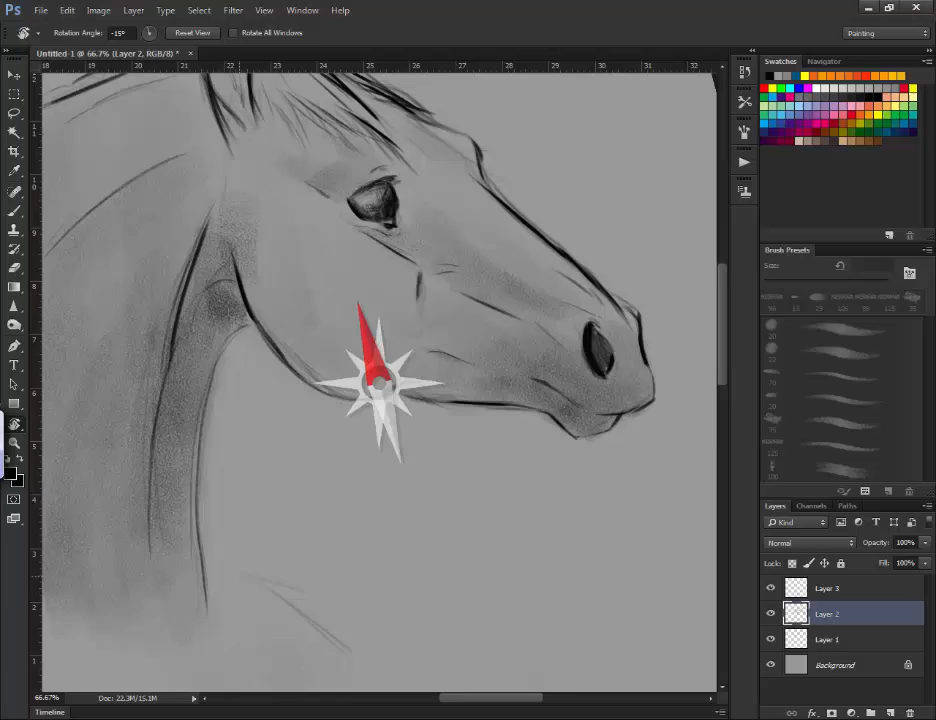 Ps File Edit Image Layer Type Select Filter View Window Help
Rotation Angle: -15° Reset View Rotate All Windows Painting
Untitled-1 @ 66.7% (Layer 2, RGB/8) * ×
18 19 20 21 22 23 24 25 26 27 28 29 30 31 32
Swatches Navigator
Brush Presets
Size:
Layers Channels Paths
Kind
Normal Opacity: 100%
Lock: Fill: 100%
Layer 3
Layer 2
Layer 1
Background
66.67% Doc: 22.3M/15.1M
Timeline
fx